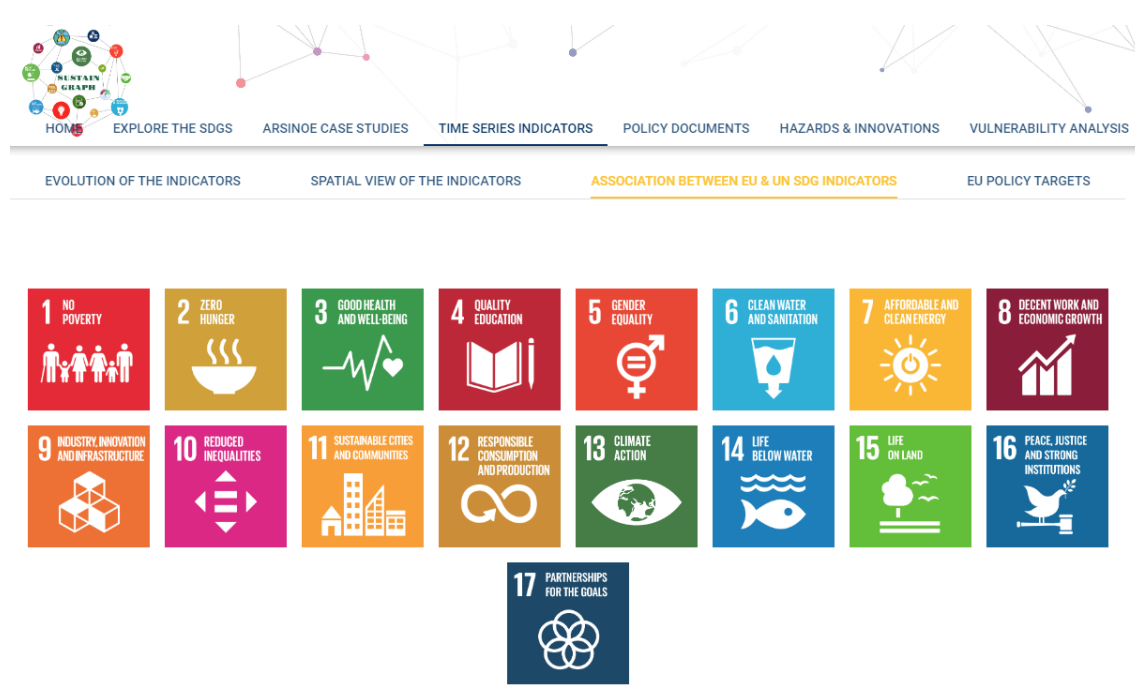 SUSTAIN
GRAPH
HOME EXPLORE THE SDGS ARSINOE CASE STUDIES TIME SERIES INDICATORS POLICY DOCUMENTS HAZARDS & INNOVATIONS VULNERABILITY ANALYSIS
EVOLUTION OF THE INDICATORS SPATIAL VIEW OF THE INDICATORS ASSOCIATION BETWEEN EU & UN SDG INDICATORS EU POLICY TARGETS
1 NO
POVERTY
2 ZERO
HUNGER
3 GOOD HEALTH
AND WELL-BEING
4 QUALITY
EDUCATION
5 GENDER
EQUALITY
6 CLEAN WATER
AND SANITATION
7 AFFORDABLE AND
CLEAN ENERGY
8 DECENT WORK AND
ECONOMIC GROWTH
9 INDUSTRY, INNOVATION
AND INFRASTRUCTURE
10 REDUCED
INEQUALITIES
11 SUSTAINABLE CITIES
AND COMMUNITIES
12 RESPONSIBLE
CONSUMPTION
AND PRODUCTION
13 CLIMATE
ACTION
14 LIFE
BELOW WATER
15 LIFE
ON LAND
16 PEACE, JUSTICE
AND STRONG
INSTITUTIONS
17 PARTNERSHIPS
FOR THE GOALS